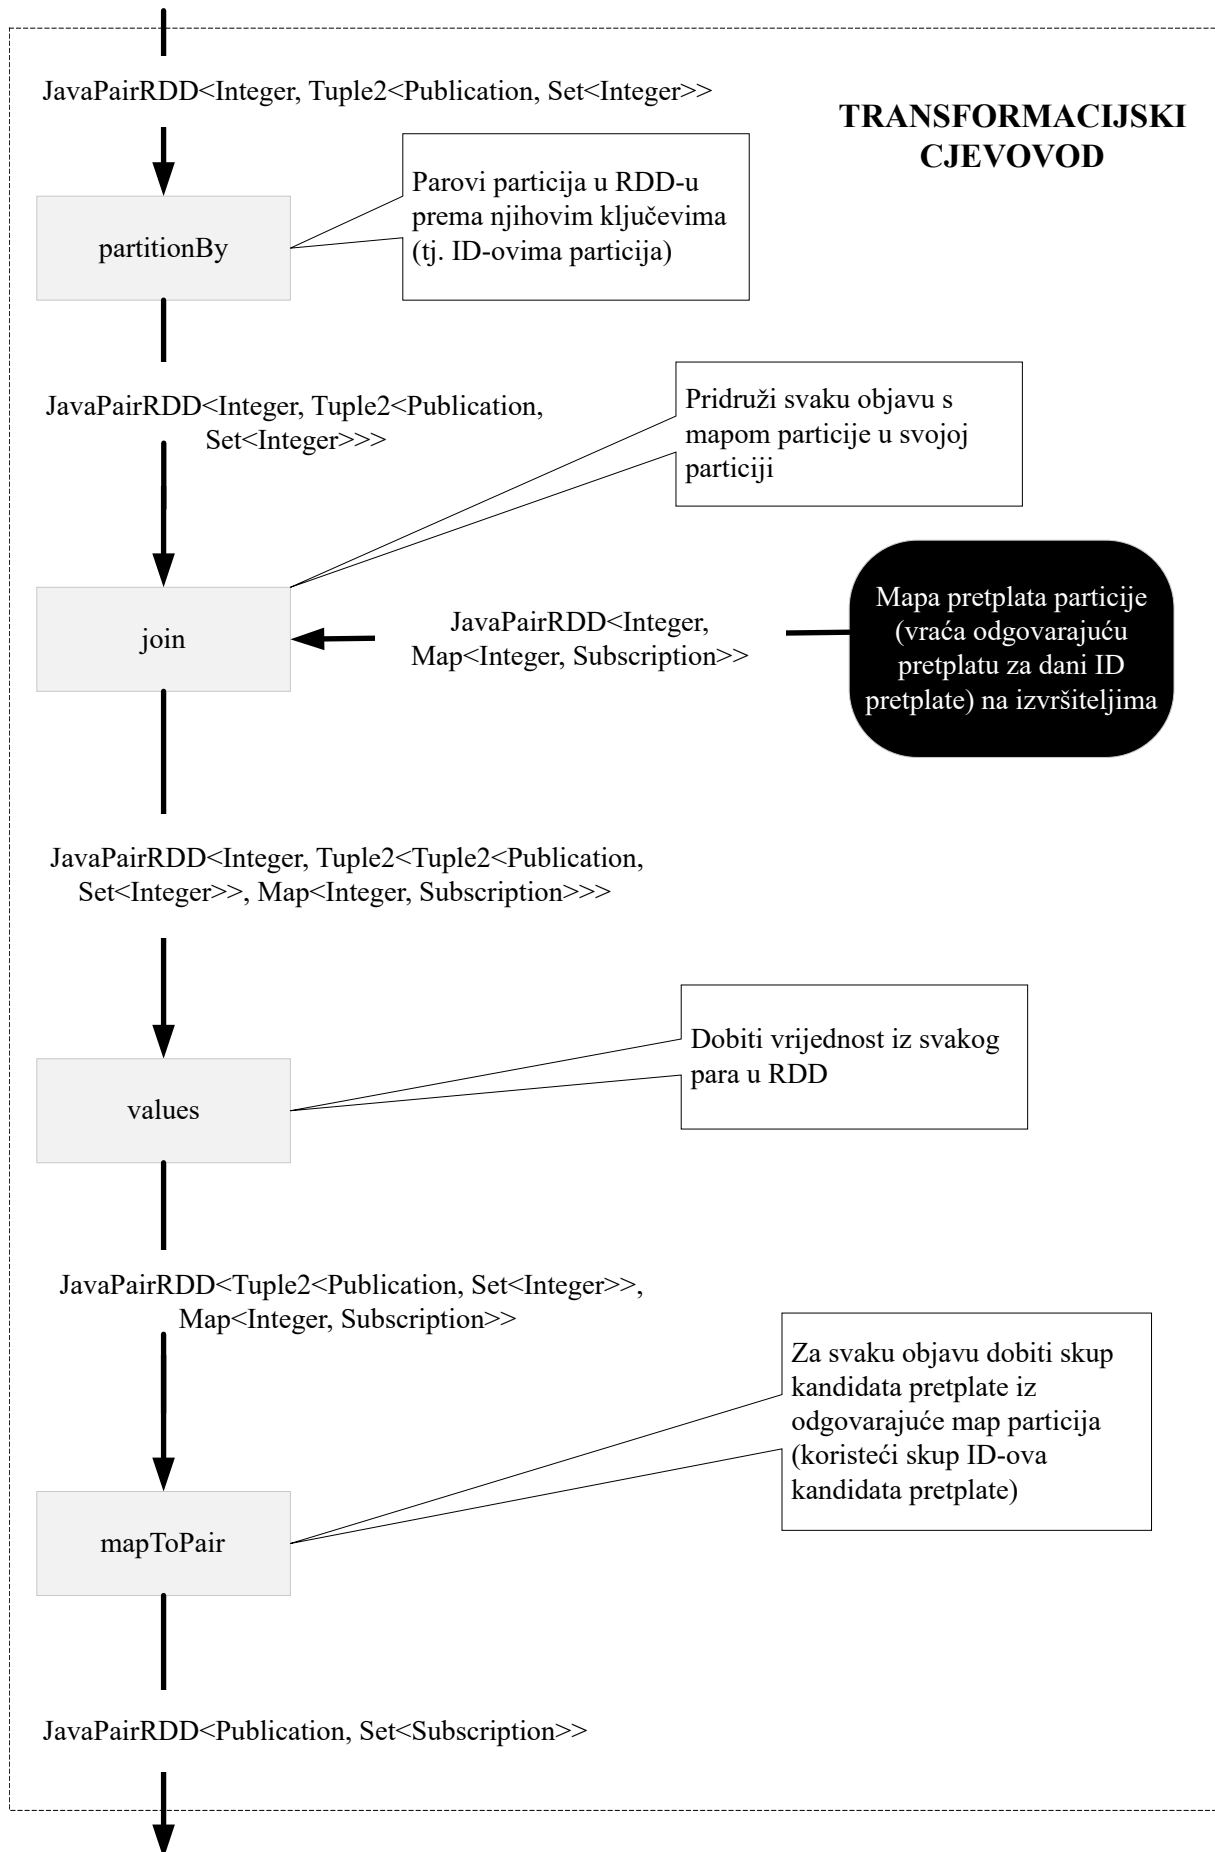 JavaPairRDD<Integer, Tuple2<Publication, Set<Integer>>
TRANSFORMACIJSKI
CJEVOVOD
Parovi particija u RDD-u
prema njihovim ključevima
(tj. ID-ovima particija)
partitionBy
JavaPairRDD<Integer, Tuple2<Publication,
Set<Integer>>>
Pridruži svaku objavu s
mapom particije u svojoj
particiji
join
JavaPairRDD<Integer,
Map<Integer, Subscription>>
Mapa pretplata particije
(vraća odgovarajuću
pretplatu za dani ID
pretplate) na izvršiteljima
JavaPairRDD<Integer, Tuple2<Tuple2<Publication,
Set<Integer>>, Map<Integer, Subscription>>>
Dobiti vrijednost iz svakog
para u RDD
values
JavaPairRDD<Tuple2<Publication, Set<Integer>>,
Map<Integer, Subscription>>
Za svaku objavu dobiti skup
kandidata pretplate iz
odgovarajuće map particija
(koristeći skup ID-ova
kandidata pretplate)
mapToPair
JavaPairRDD<Publication, Set<Subscription>>